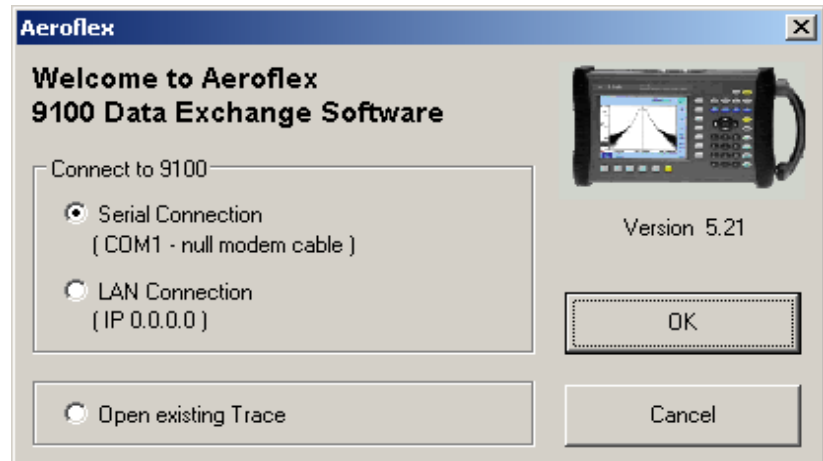 Aeroflex
Welcome to Aeroflex
9100 Data Exchange Software
Connect to 9100
Serial Connection
( COM1 - null modem cable )
LAN Connection
( IP 0.0.0.0 )
Open existing Trace
Version 5.21
OK
Cancel